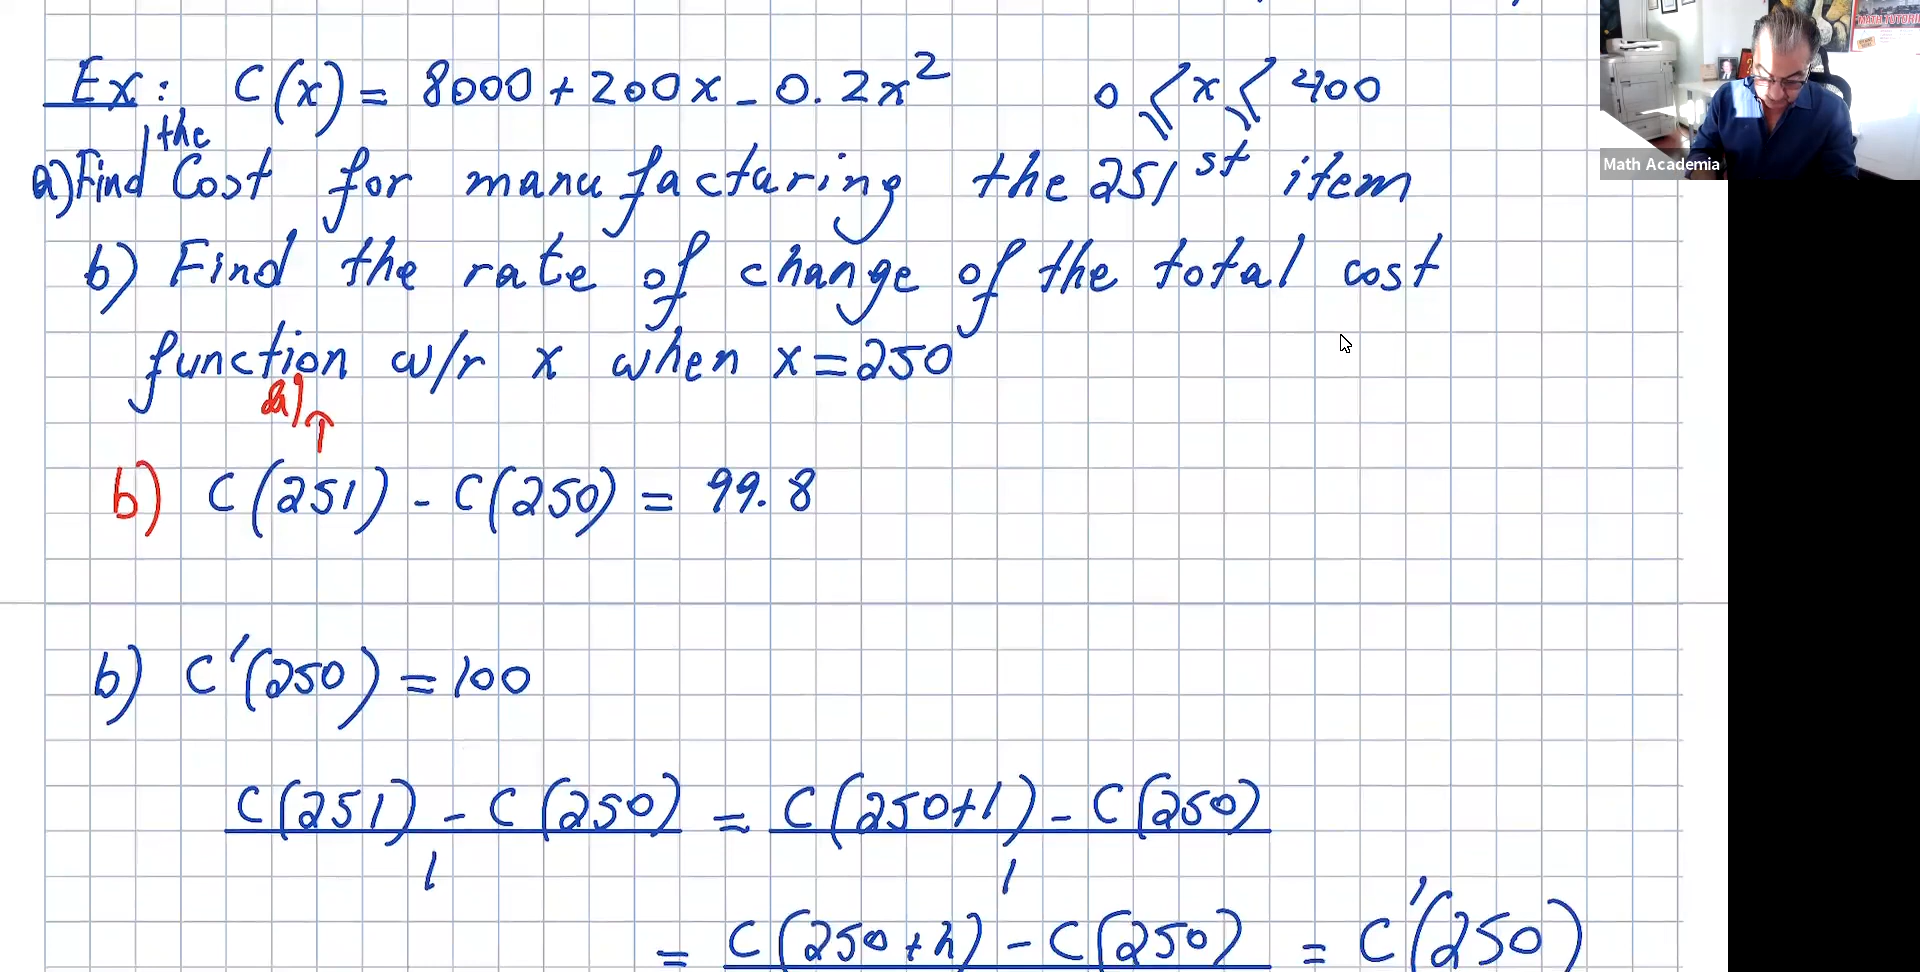 Ex: C(x) = 8000 + 200x - 0.2x² 0 ≤ x ≤ 400
a) Find the Cost for manufacturing the 251st item
b) Find the rate of change of the total cost
function w/r x when x = 250
a) ↑
b) C(251) - C(250) = 99.8
b) C'(250) = 100
C(251) - C(250) / 1 = C(250+1) - C(250) / 1
= C(250+h) - C(250) = C'(250)
Math Academia
MATH TUTORI